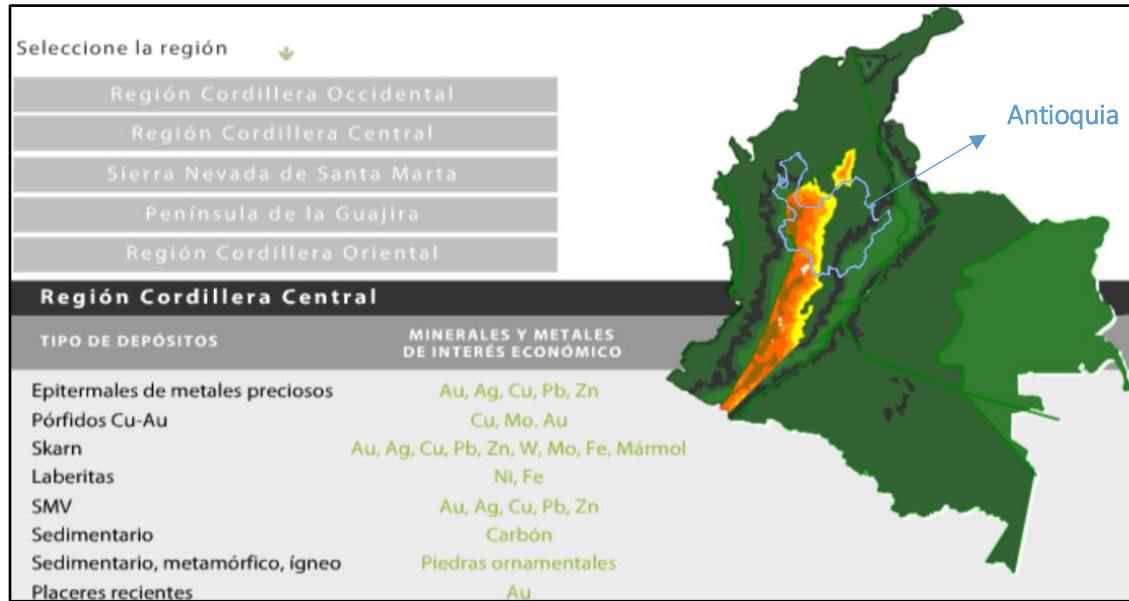 Seleccione la región
Región Cordillera Occidental
Región Cordillera Central
Sierra Nevada de Santa Marta
Península de la Guajira
Región Cordillera Oriental
Antioquia
Región Cordillera Central
TIPO DE DEPÓSITOS
MINERALES Y METALES
DE INTERÉS ECONÓMICO
Epitermales de metales preciosos Au, Ag, Cu, Pb, Zn
Pórfidos Cu-Au Cu, Mo. Au
Skarn Au, Ag, Cu, Pb, Zn, W, Mo, Fe, Mármol
Laberitas Ni, Fe
SMV Au, Ag, Cu, Pb, Zn
Sedimentario Carbón
Sedimentario, metamórfico, ígneo Piedras ornamentales
Placeres recientes Au